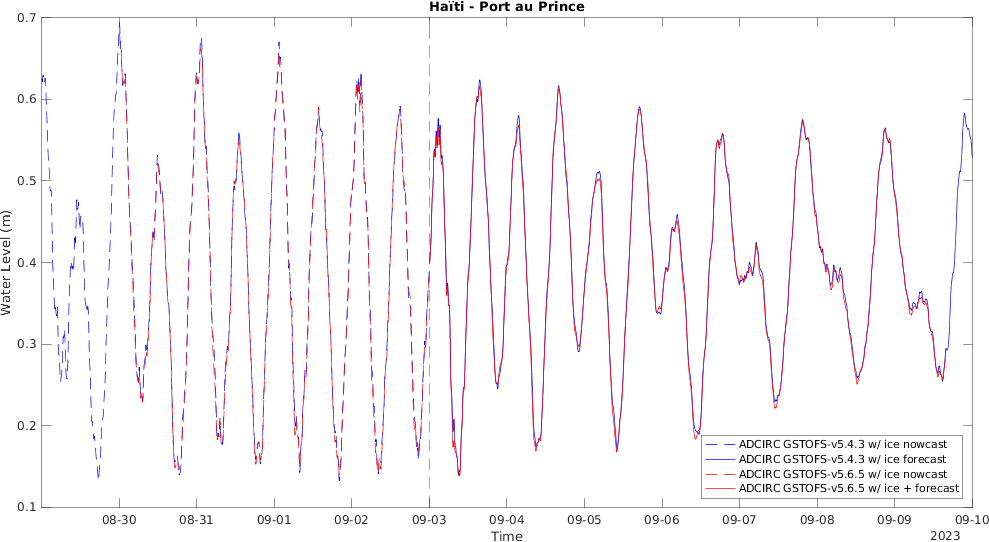 Haïti - Port au Prince
0.7
0.6
0.5
0.4
0.3
0.2
0.1
Water Level (m)
ADCIRC GSTOFS-v5.4.3 w/ ice nowcast
ADCIRC GSTOFS-v5.4.3 w/ ice forecast
ADCIRC GSTOFS-v5.6.5 w/ ice nowcast
ADCIRC GSTOFS-v5.6.5 w/ ice + forecast
08-30 08-31 09-01 09-02 09-03 09-04 09-05 09-06 09-07 09-08 09-09 09-10
Time
2023